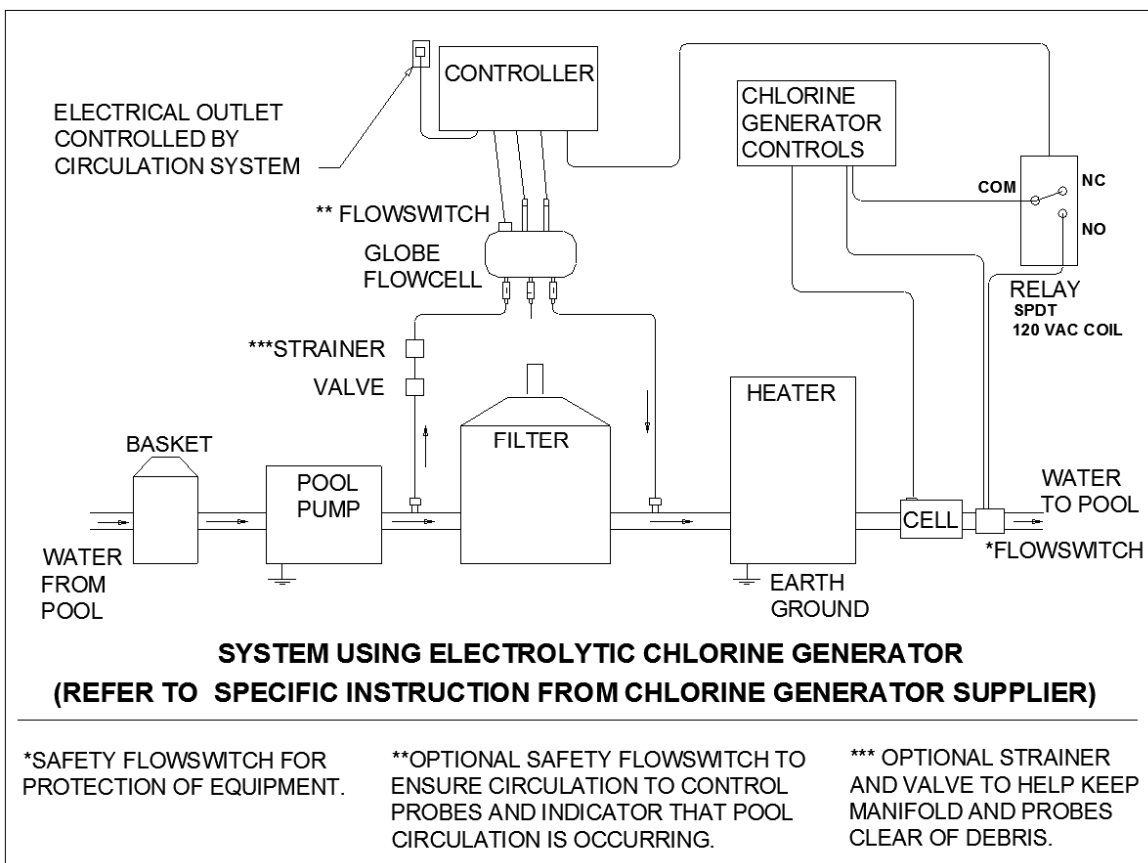 CONTROLLER
ELECTRICAL OUTLET
CONTROLLED BY
CIRCULATION SYSTEM
CHLORINE
GENERATOR
CONTROLS
COM
NC
NO
RELAY
SPDT
120 VAC COIL
** FLOWSWITCH
GLOBE
FLOWCELL
***STRAINER
VALVE
BASKET
POOL
PUMP
FILTER
HEATER
CELL
WATER
TO POOL
*FLOWSWITCH
WATER
FROM
POOL
EARTH
GROUND
SYSTEM USING ELECTROLYTIC CHLORINE GENERATOR
(REFER TO SPECIFIC INSTRUCTION FROM CHLORINE GENERATOR SUPPLIER)
*SAFETY FLOWSWITCH FOR
PROTECTION OF EQUIPMENT.
**OPTIONAL SAFETY FLOWSWITCH TO
ENSURE CIRCULATION TO CONTROL
PROBES AND INDICATOR THAT POOL
CIRCULATION IS OCCURRING.
*** OPTIONAL STRAINER
AND VALVE TO HELP KEEP
MANIFOLD AND PROBES
CLEAR OF DEBRIS.